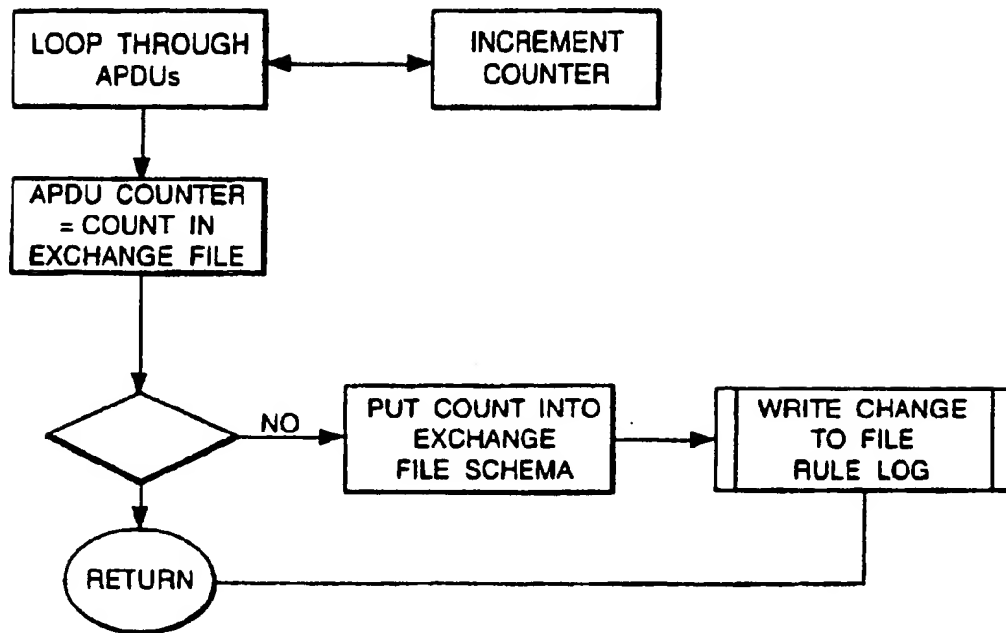 LOOP THROUGH
APDUs
INCREMENT
COUNTER
APDU COUNTER
= COUNT IN
EXCHANGE FILE
NO
PUT COUNT INTO
EXCHANGE
FILE SCHEMA
WRITE CHANGE
TO FILE
RULE LOG
RETURN